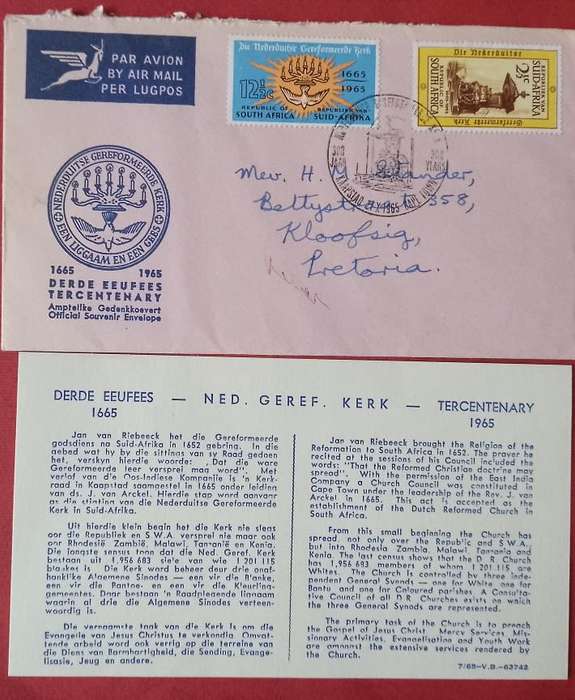 PAR AVION
BY AIR MAIL
PER LUGPOS
Die Nederduitse Gereformeerde Kerk
12½c
1665
1965
REPUBLIC OF SOUTH AFRICA
REPUBLIEK VAN SUID-AFRIKA
Die Nederduitse
Gereformeerde Kerk
2½c
REPUBLIEK VAN SUID-AFRIKA
REPUBLIC OF SOUTH AFRICA
300 JAAR
300 YEARS
KAAPSTAD X 1965 CAPE TOWN
Mev. H.
358,
Kloofsig,
Pretoria.
NEDERDUITSE GEREFORMEERDE KERK
EEN LIGGAAM EN EEN GEES
1665 1965
DERDE EEUFEES
TERCENTENARY
Amptelike Gedenkkoevert
Official Souvenir Envelope
DERDE EEUFEES — NED. GEREF. KERK — TERCENTENARY
1665 1965
Jan van Riebeeck het die Gereformeerde
godsdiens na Suid-Afrika in 1652 gebring. In die
gebed wat hy by die sittings van sy Raad gedoen
het, verskyn hierdie woorde: „Dat die ware
Gereformeerde leer versprei mag word". Met
verlof van die Oos-Indiese Kompanjie is 'n Kerk-
raad in Kaapstad saamgestel in 1665 onder leiding
van ds. J. van Arckel. Hierdie stap word aanvaar
as die stigting van die Nederduitse Gereformeerde
Kerk in Suid-Afrika.
Uit hierdie klein begin het die Kerk nie slegs
oor die Republiek en S.W.A. versprei nie maar ook
oor Rhodesië, Zambië, Malawi, Tanzanië en Kenia.
Die jongste sensus toon dat die Ned. Geref. Kerk
bestaan uit 1,956 683 siele van wie 1 201 115
blankes is. Die Kerk word beheer deur drie onaf-
hanklike Algemene Sinodes — een vir die Blanke,
een vir die Bantoe- en een vir die Kleurling-
gemeentes. Daar bestaan 'n Raadplegende liggaam
waarin al drie die Algemene Sinodes verteen-
woordig is.
Die vernaamste taak van die Kerk is om die
Evangelie van Jesus Christus te verkondig. Omvat-
tende arbeid word ook verrig op die terreine van
die Diens van Barmhartigheid, die Sending, Evange-
lisasie, Jeug en andere.
Jan van Riebeeck brought the Religion of the
Reformation to South Africa in 1652. The prayer he
recited at the sessions of his Council included the
words: "That the Reformed Christian doctrine may
spread". With the permission of the East India
Company a Church Council was constituted in
Cape Town under the leadership of the Rev. J. van
Arckel in 1665. This act is accepted as the
establishment of the Dutch Reformed Church in
South Africa.
From this small beginning the Church has
spread, not only over the Republic and S.W.A.,
but into Rhodesia, Zambia, Malawi, Tanzania and
Kenia. The last census shows that the D.R. Church
has 1,956,683 members of whom 1 201 115 are
Whites. The Church is controlled by three inde-
pendent General Synods — one for White, one for
Bantu and one for Coloured parishes. A Consulta-
tive Council of all D.R. Churches exists on which
the three General Synods are represented.
The primary task of the Church is to preach
the Gospel of Jesus Christ. Mercy Services, Mis-
sionary Activities, Evangelisation and Youth Work
are amongst the extensive services rendered by
the Church.
7/65-V.B.-63742